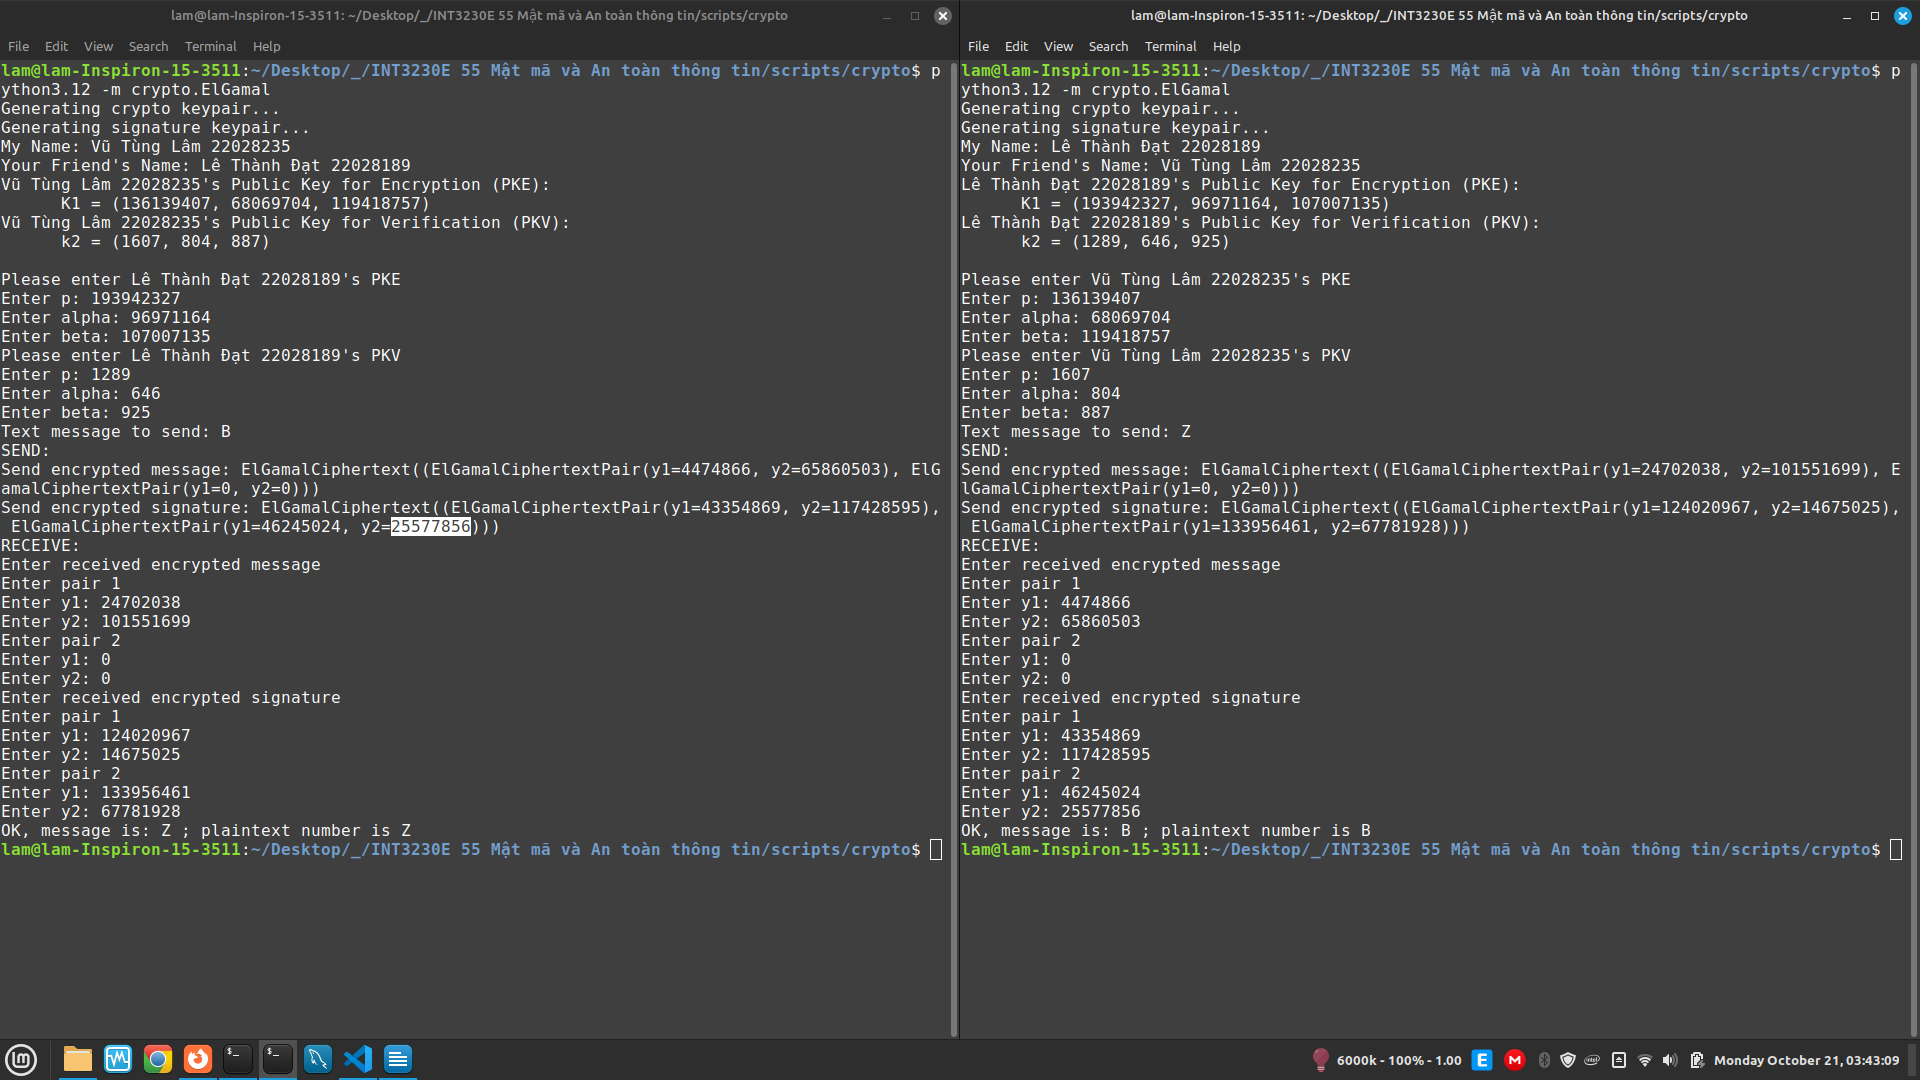 lam@lam-Inspiron-15-3511: ~/Desktop/_/INT3230E 55 Mật mã và An toàn thông tin/scripts/crypto
File Edit View Search Terminal Help
lam@lam-Inspiron-15-3511:~/Desktop/_/INT3230E 55 Mật mã và An toàn thông tin/scripts/crypto$ p
ython3.12 -m crypto.ElGamal
Generating crypto keypair...
Generating signature keypair...
My Name: Vũ Tùng Lâm 22028235
Your Friend's Name: Lê Thành Đạt 22028189
Vũ Tùng Lâm 22028235's Public Key for Encryption (PKE):
K1 = (136139407, 68069704, 119418757)
Vũ Tùng Lâm 22028235's Public Key for Verification (PKV):
k2 = (1607, 804, 887)
Please enter Lê Thành Đạt 22028189's PKE
Enter p: 193942327
Enter alpha: 96971164
Enter beta: 107007135
Please enter Lê Thành Đạt 22028189's PKV
Enter p: 1289
Enter alpha: 646
Enter beta: 925
Text message to send: B
SEND:
Send encrypted message: ElGamalCiphertext((ElGamalCiphertextPair(y1=4474866, y2=65860503), ElG
amalCiphertextPair(y1=0, y2=0)))
Send encrypted signature: ElGamalCiphertext((ElGamalCiphertextPair(y1=43354869, y2=117428595),
ElGamalCiphertextPair(y1=46245024, y2=25577856)))
RECEIVE:
Enter received encrypted message
Enter pair 1
Enter y1: 24702038
Enter y2: 101551699
Enter pair 2
Enter y1: 0
Enter y2: 0
Enter received encrypted signature
Enter pair 1
Enter y1: 124020967
Enter y2: 14675025
Enter pair 2
Enter y1: 133956461
Enter y2: 67781928
OK, message is: Z ; plaintext number is Z
lam@lam-Inspiron-15-3511:~/Desktop/_/INT3230E 55 Mật mã và An toàn thông tin/scripts/crypto$
lam@lam-Inspiron-15-3511: ~/Desktop/_/INT3230E 55 Mật mã và An toàn thông tin/scripts/crypto
File Edit View Search Terminal Help
lam@lam-Inspiron-15-3511:~/Desktop/_/INT3230E 55 Mật mã và An toàn thông tin/scripts/crypto$ p
ython3.12 -m crypto.ElGamal
Generating crypto keypair...
Generating signature keypair...
My Name: Lê Thành Đạt 22028189
Your Friend's Name: Vũ Tùng Lâm 22028235
Lê Thành Đạt 22028189's Public Key for Encryption (PKE):
K1 = (193942327, 96971164, 107007135)
Lê Thành Đạt 22028189's Public Key for Verification (PKV):
k2 = (1289, 646, 925)
Please enter Vũ Tùng Lâm 22028235's PKE
Enter p: 136139407
Enter alpha: 68069704
Enter beta: 119418757
Please enter Vũ Tùng Lâm 22028235's PKV
Enter p: 1607
Enter alpha: 804
Enter beta: 887
Text message to send: Z
SEND:
Send encrypted message: ElGamalCiphertext((ElGamalCiphertextPair(y1=24702038, y2=101551699), E
lGamalCiphertextPair(y1=0, y2=0)))
Send encrypted signature: ElGamalCiphertext((ElGamalCiphertextPair(y1=124020967, y2=14675025),
ElGamalCiphertextPair(y1=133956461, y2=67781928)))
RECEIVE:
Enter received encrypted message
Enter pair 1
Enter y1: 4474866
Enter y2: 65860503
Enter pair 2
Enter y1: 0
Enter y2: 0
Enter received encrypted signature
Enter pair 1
Enter y1: 43354869
Enter y2: 117428595
Enter pair 2
Enter y1: 46245024
Enter y2: 25577856
OK, message is: B ; plaintext number is B
lam@lam-Inspiron-15-3511:~/Desktop/_/INT3230E 55 Mật mã và An toàn thông tin/scripts/crypto$
6000k - 100% - 1.00 E M Monday October 21, 03:43:09